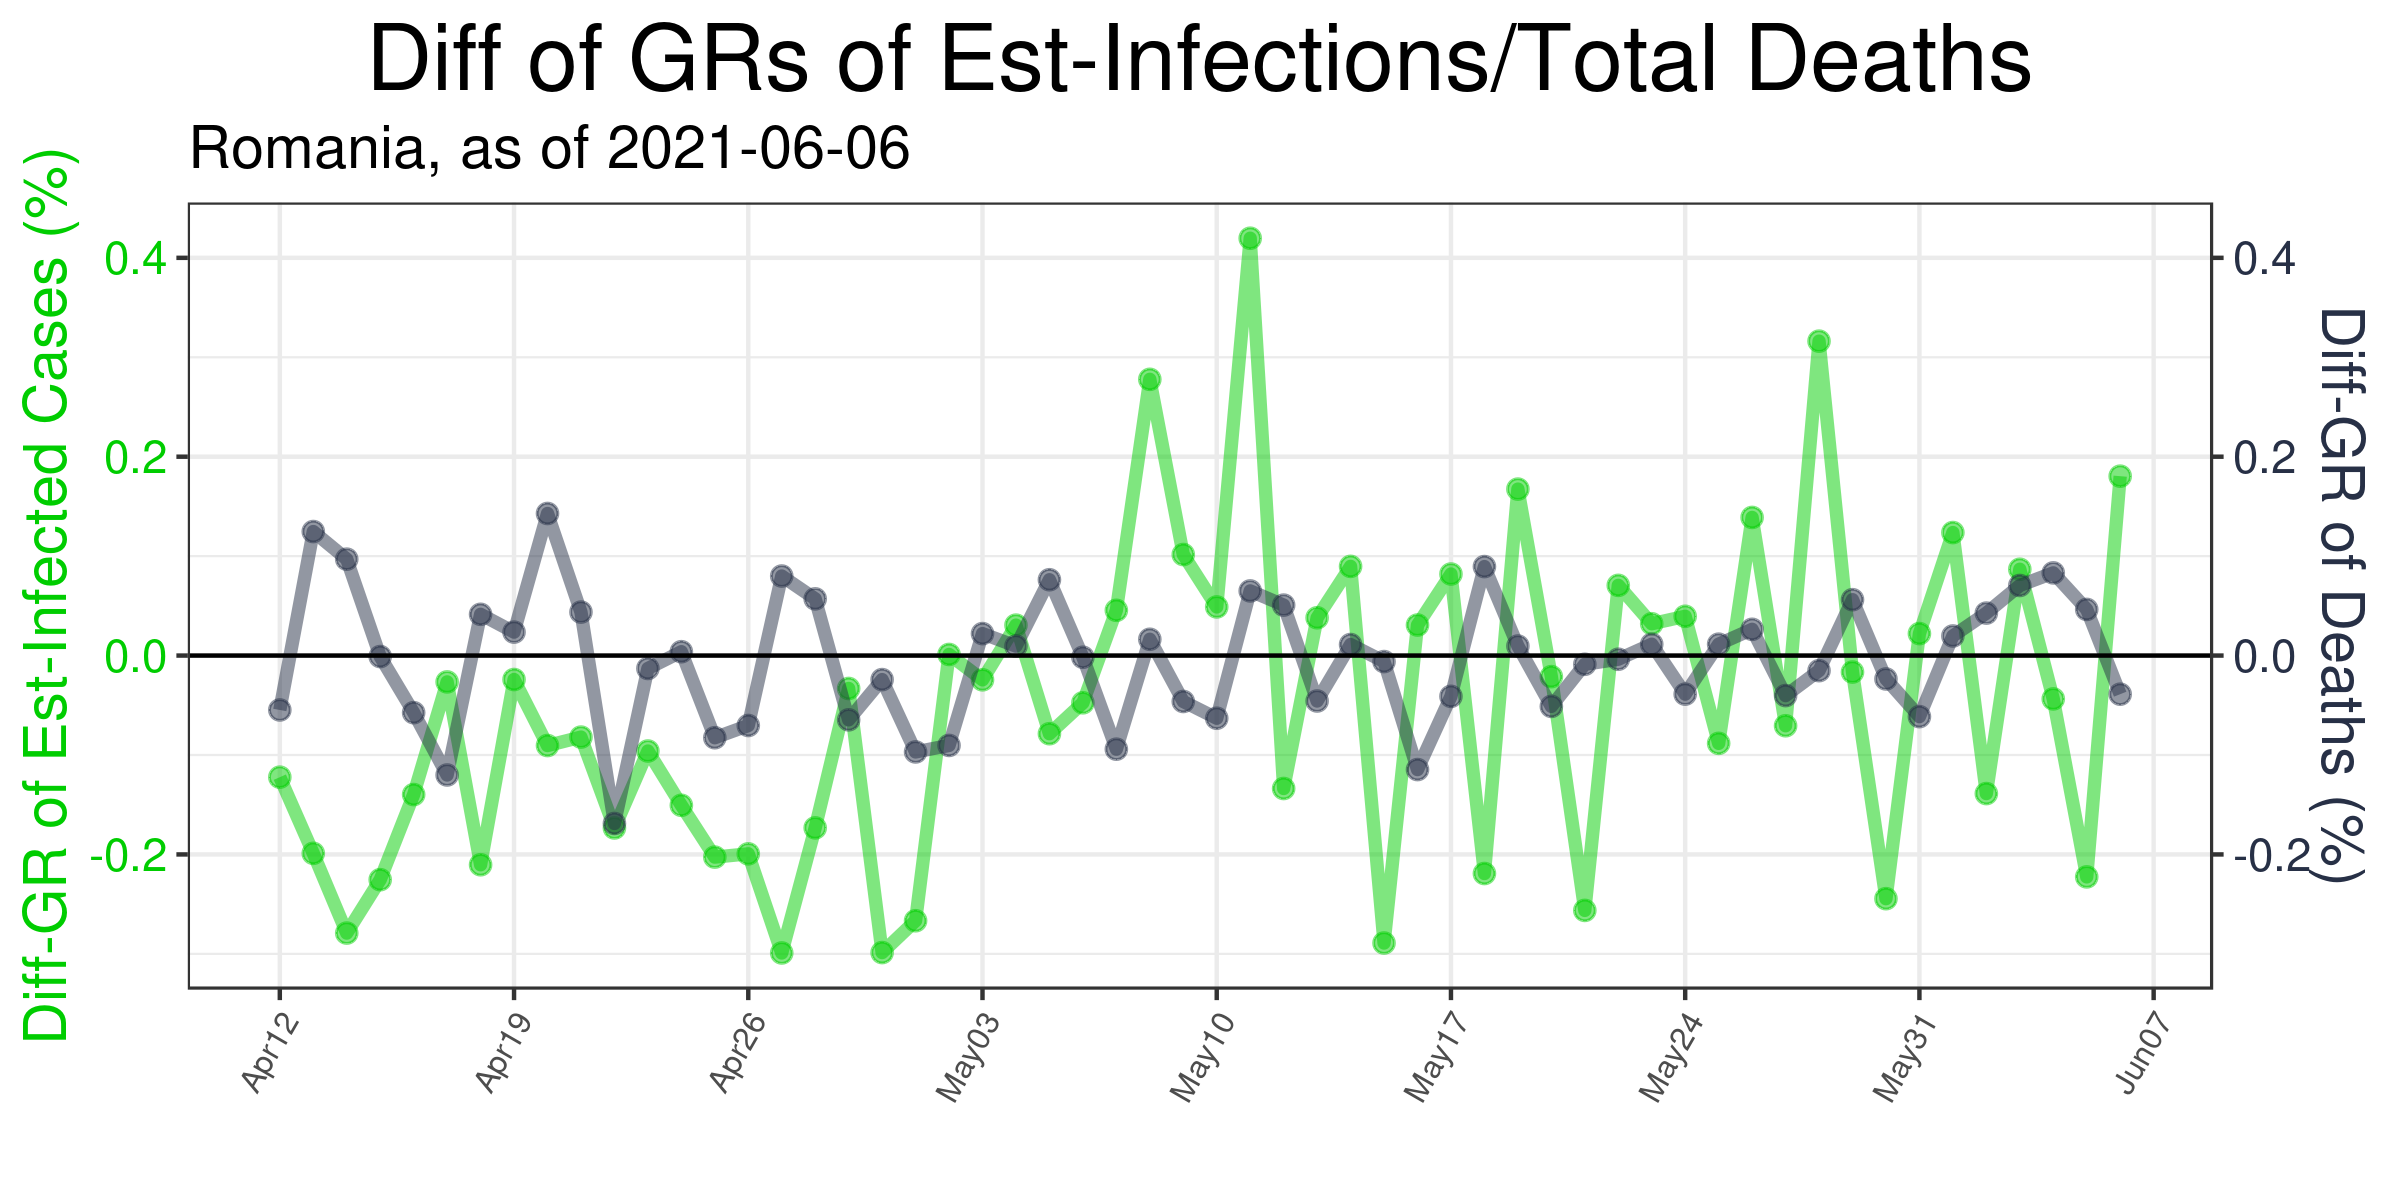 Diff of GRs of Est-Infections/Total Deaths
Romania, as of 2021-06-06
Diff-GR of Est-Infected Cases (%)
0.4
0.2
0.0
-0.2
0.4
0.2
0.0
-0.2
Diff-GR of Deaths (%)
Apr12
Apr19
Apr26
May03
May10
May17
May24
May31
Jun07